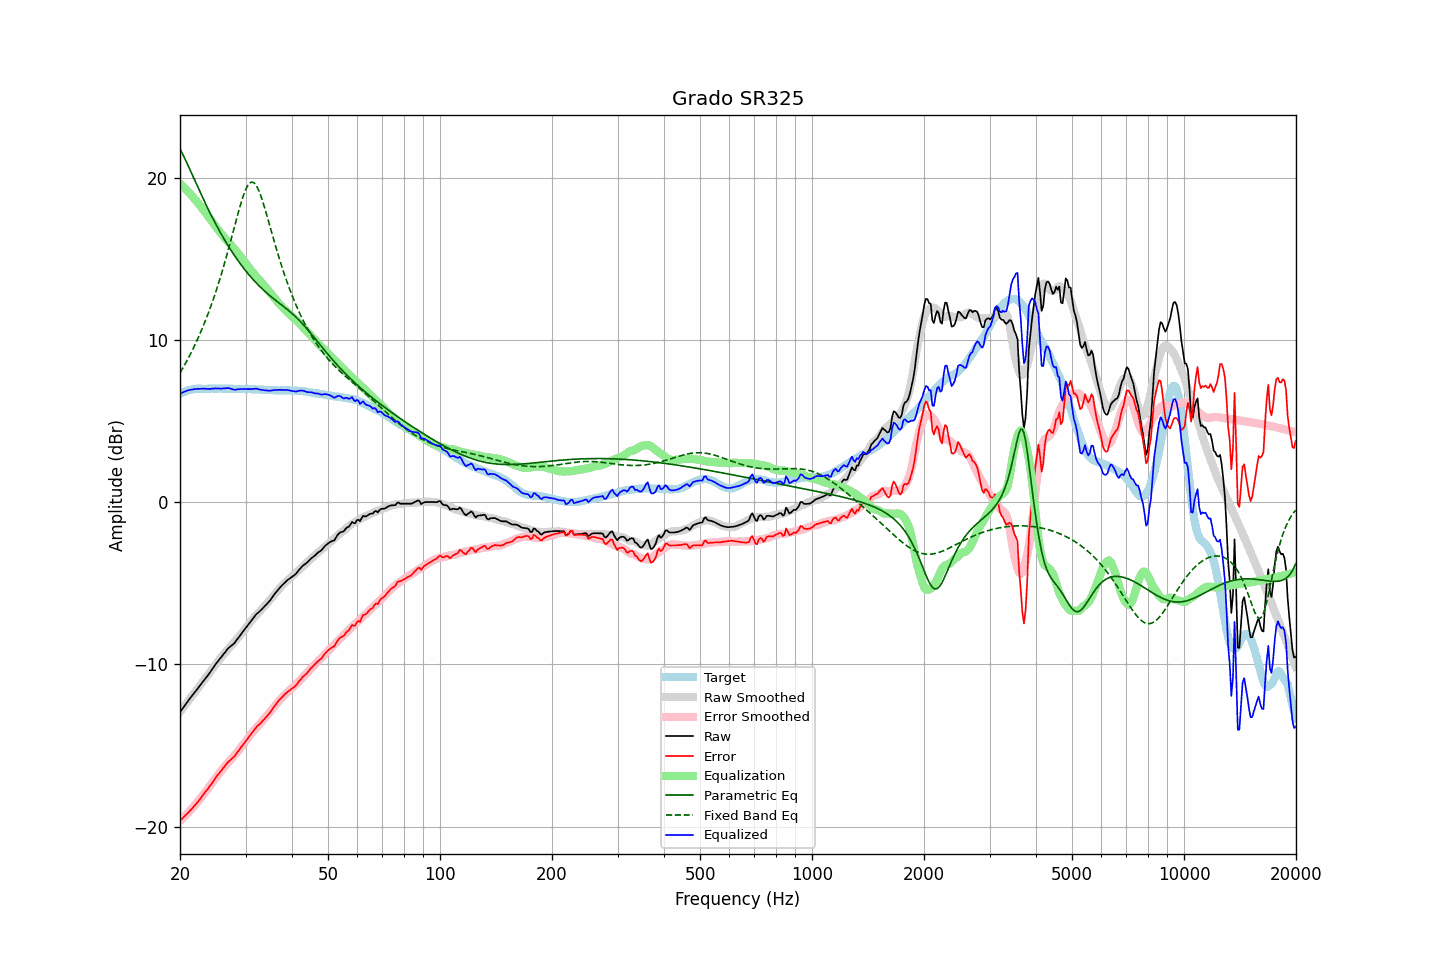 Grado SR325
Amplitude (dBr)
20
10
0
−10
−20
Target
Raw Smoothed
Error Smoothed
Raw
Error
Equalization
Parametric Eq
Fixed Band Eq
Equalized
20 50 100 200 500 1000 2000 5000 10000 20000
Frequency (Hz)